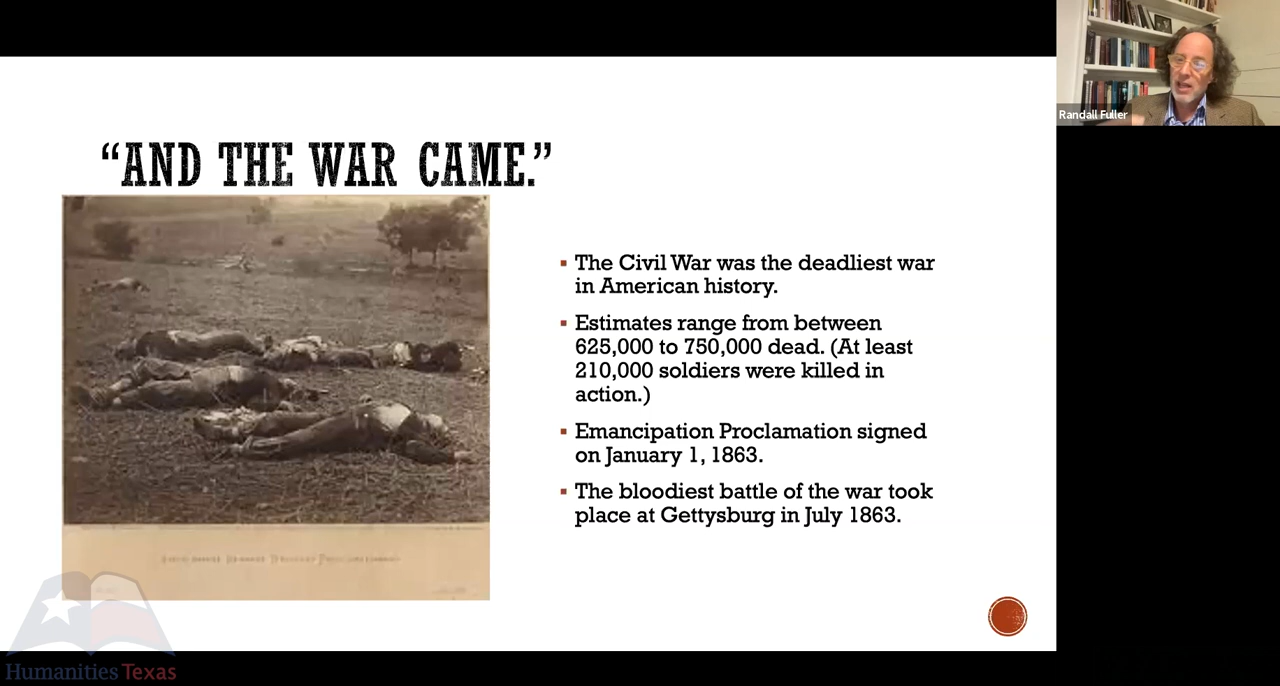 Randall Fuller
“AND THE WAR CAME.”
▪ The Civil War was the deadliest war
in American history.
▪ Estimates range from between
625,000 to 750,000 dead. (At least
210,000 soldiers were killed in
action.)
▪ Emancipation Proclamation signed
on January 1, 1863.
▪ The bloodiest battle of the war took
place at Gettysburg in July 1863.
Humanities Texas